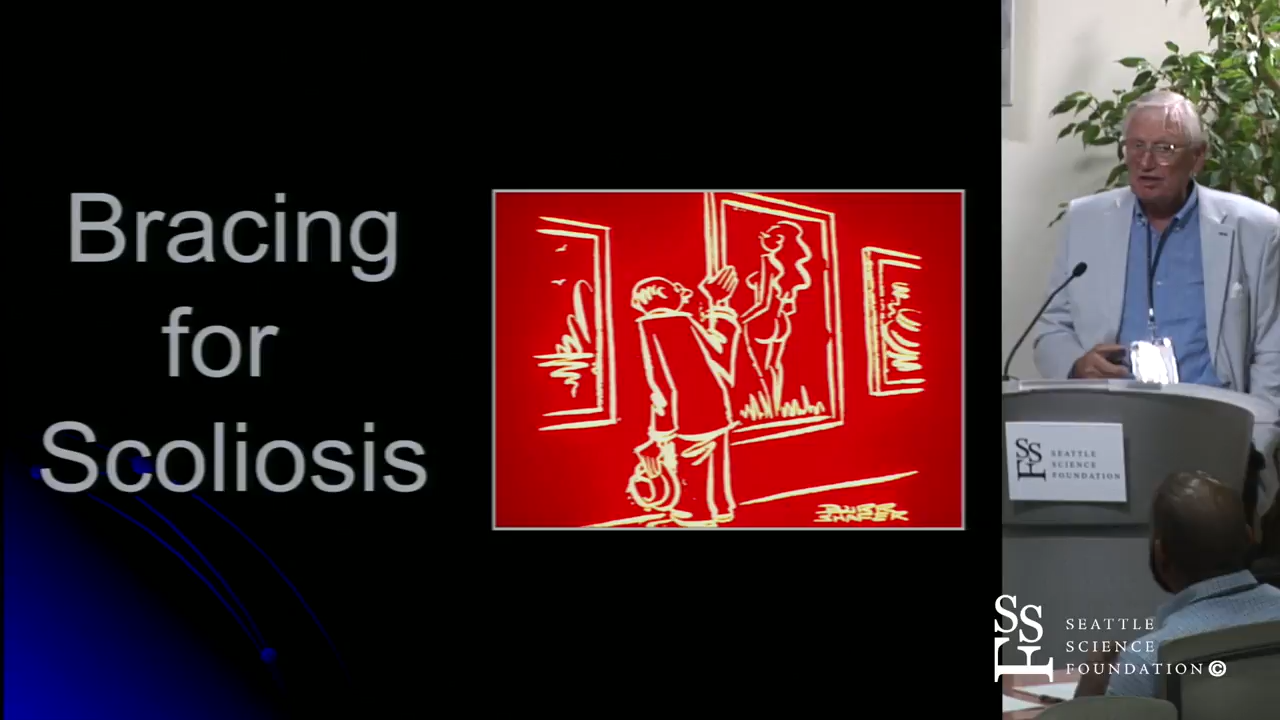 Bracing
for
Scoliosis
SEATTLE
SCIENCE
FOUNDATION
SEATTLE
SCIENCE
FOUNDATION©